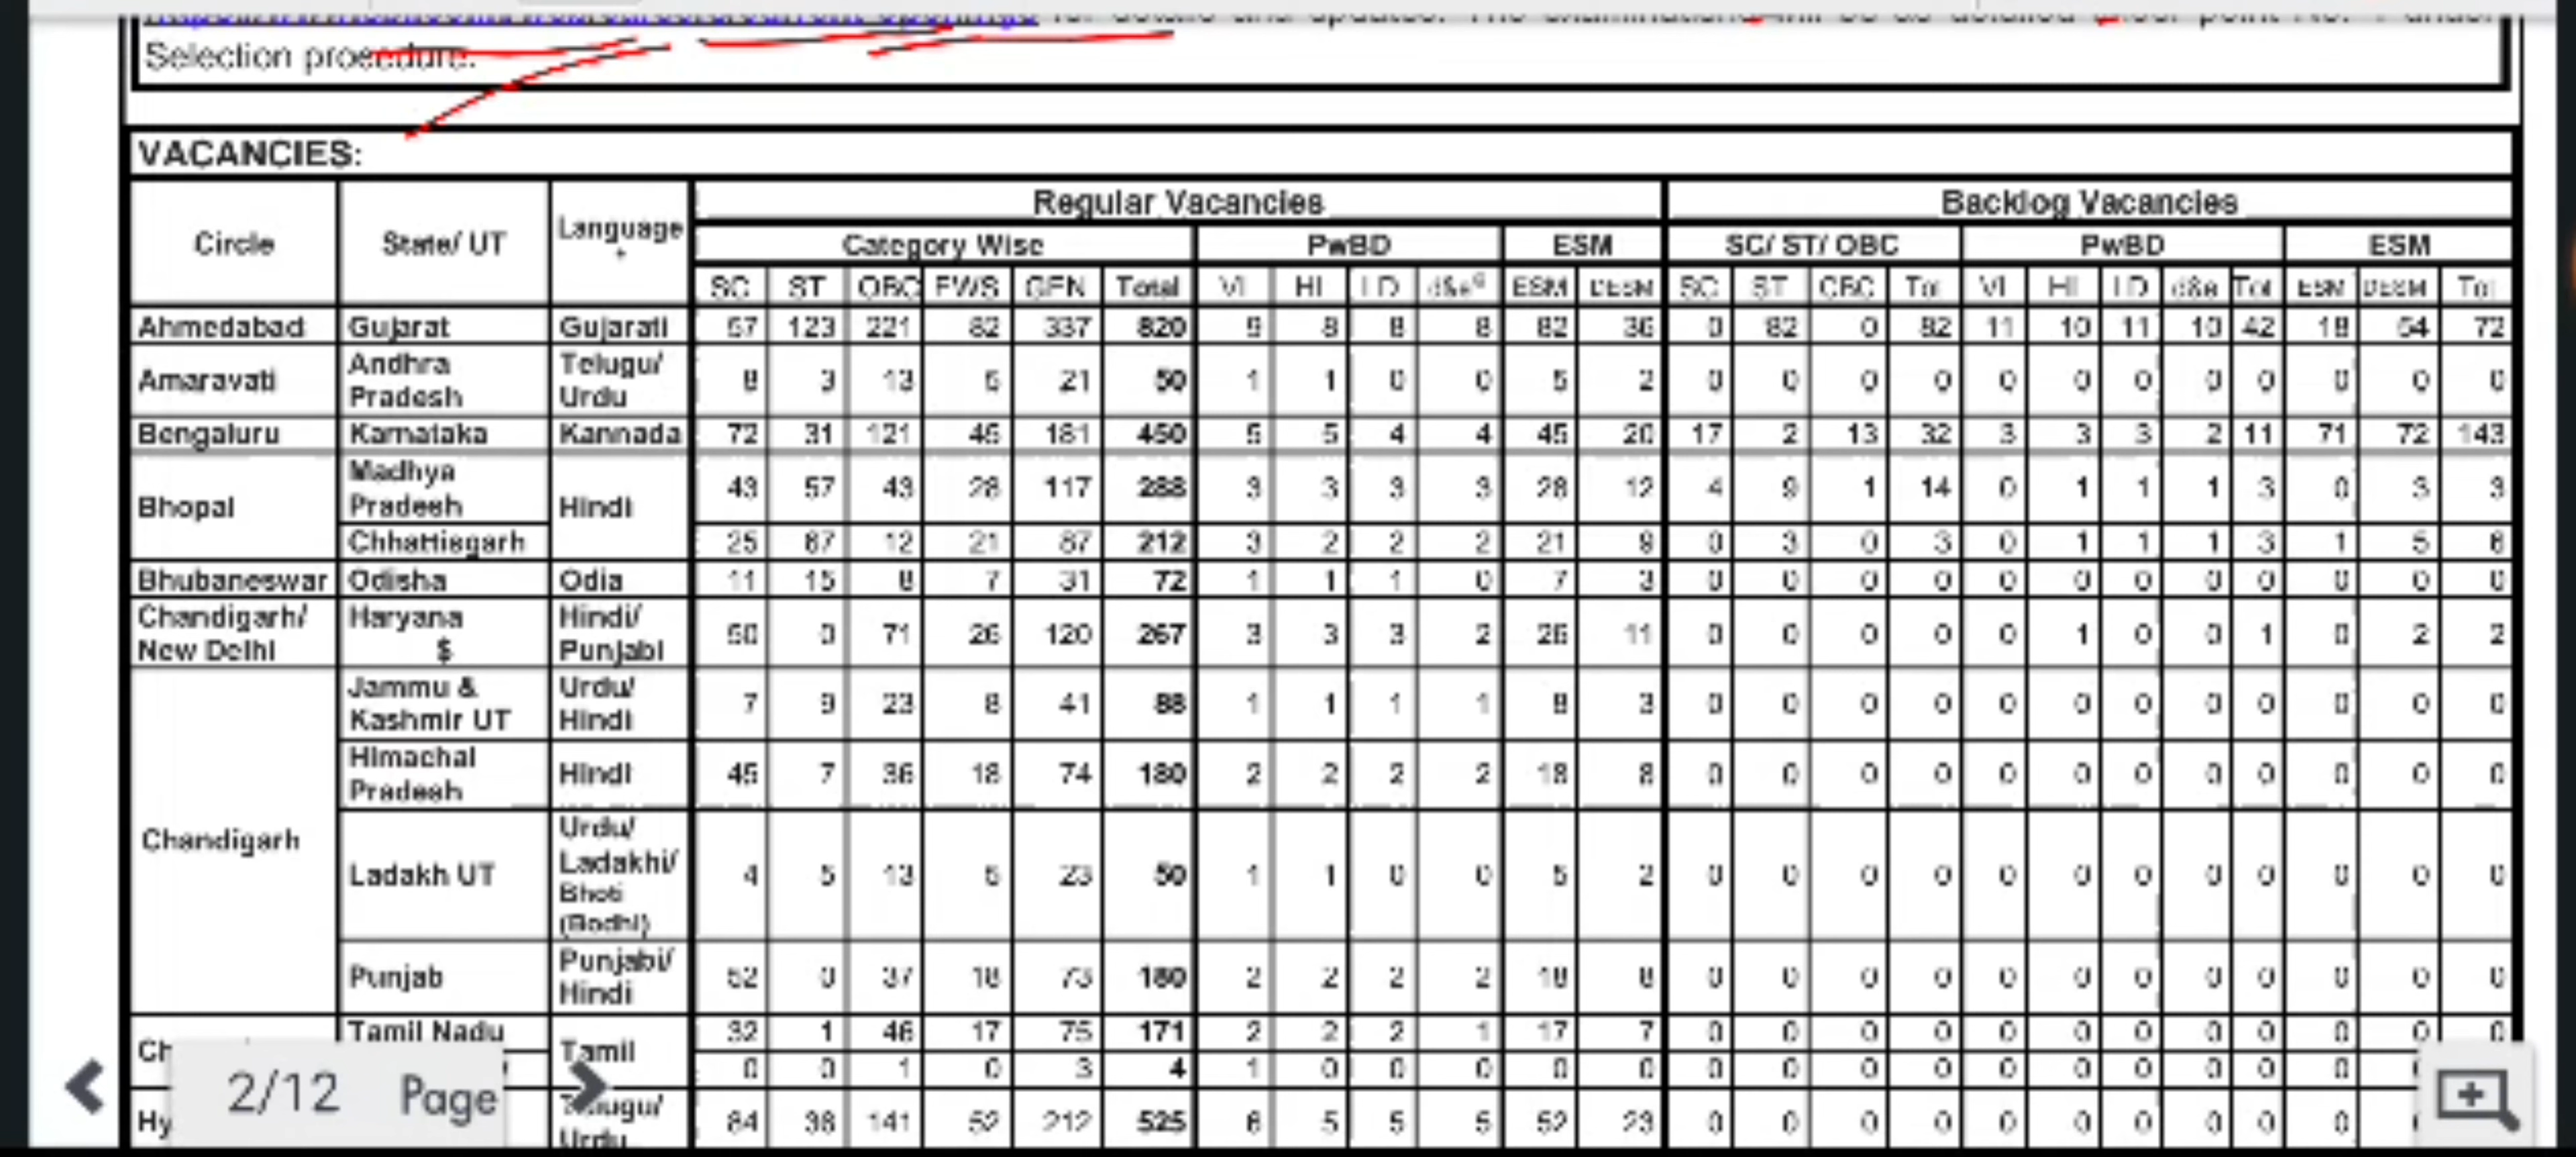 Selection procedure.
VACANCIES:
Circle State/ UT Language * Regular Vacancies Backlog Vacancies
Category Wise PwBD ESM SC/ ST/ OBC PwBD ESM
SC ST OBC EWS GEN Total VI HI LD d&e ESM DESM SC ST OBC Tot VI HI LD d&e Tot ESM DESM Tot
Ahmedabad Gujarat Gujarati 57 123 221 82 337 820 9 8 8 8 82 36 0 82 0 82 11 10 11 10 42 18 54 72
Amaravati Andhra Pradesh Telugu/ Urdu 8 3 13 5 21 50 1 1 0 0 5 2 0 0 0 0 0 0 0 0 0 0 0 0
Bengaluru Karnataka Kannada 72 31 121 45 181 450 5 5 4 4 45 20 17 2 13 32 3 3 3 2 11 71 72 143
Bhopal Madhya Pradesh Hindi 43 57 43 28 117 288 3 3 3 3 28 12 4 9 1 14 0 1 1 1 3 0 3 3
Chhattisgarh 25 67 12 21 87 212 3 2 2 2 21 9 0 3 0 3 0 1 1 1 3 1 5 6
Bhubaneswar Odisha Odia 11 15 8 7 31 72 1 1 1 0 7 3 0 0 0 0 0 0 0 0 0 0 0 0
Chandigarh/ New Delhi Haryana $ Hindi/ Punjabi 50 0 71 26 120 267 3 3 3 2 26 11 0 0 0 0 0 1 0 0 1 0 2 2
Chandigarh Jammu & Kashmir UT Urdu/ Hindi 7 9 23 8 41 88 1 1 1 1 8 3 0 0 0 0 0 0 0 0 0 0 0 0
Himachal Pradesh Hindi 45 7 36 18 74 180 2 2 2 2 18 8 0 0 0 0 0 0 0 0 0 0 0 0
Ladakh UT Urdu/ Ladakhi/ Bhoti (Bodhi) 4 5 13 5 23 50 1 1 0 0 5 2 0 0 0 0 0 0 0 0 0 0 0 0
Punjab Punjabi/ Hindi 52 0 37 18 73 180 2 2 2 2 18 8 0 0 0 0 0 0 0 0 0 0 0 0
Tamil Nadu Tamil 32 1 46 17 75 171 2 2 2 1 17 7 0 0 0 0 0 0 0 0 0 0 0 0
0 0 1 0 3 4 1 0 0 0 0 0 0 0 0 0 0 0 0 0 0 0 0 0
84 36 141 52 212 525 6 5 5 5 52 23 0 0 0 0 0 0 0 0 0 0 0
2/12 Page